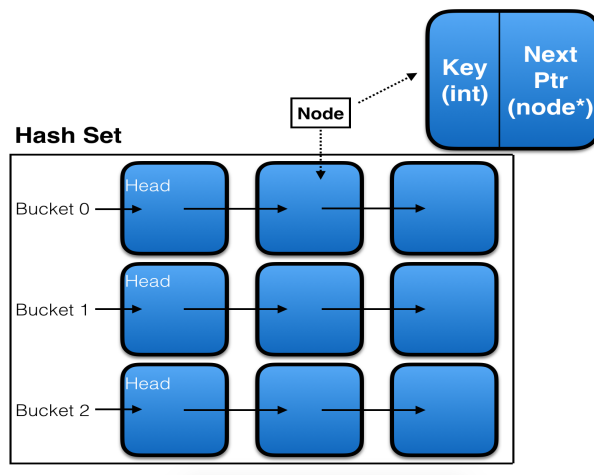 Key
(int)
Next
Ptr
(node*)
Node
Hash Set
Head
Bucket 0
Head
Bucket 1
Head
Bucket 2